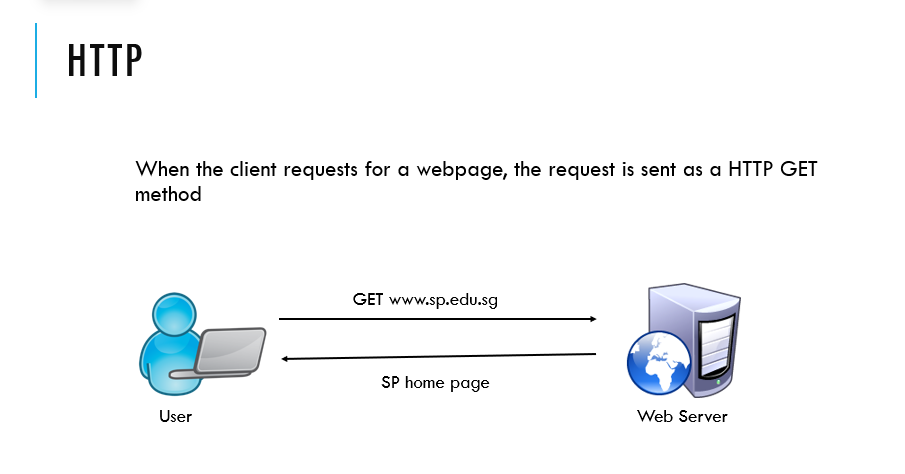 HTTP
When the client requests for a webpage, the request is sent as a HTTP GET
method
GET www.sp.edu.sg
SP home page
User
Web Server